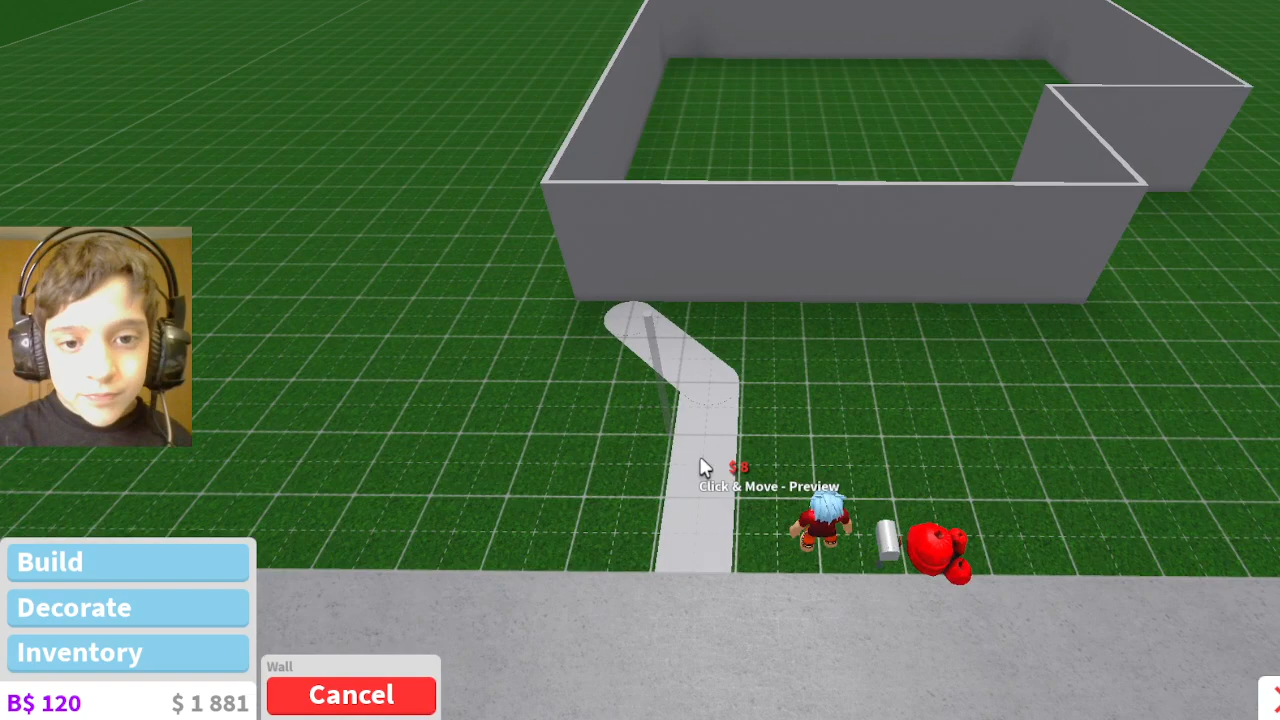 $ 8
Click & Move - Preview
Build
Decorate
Inventory
B$ 120
$ 1 881
Wall
Cancel